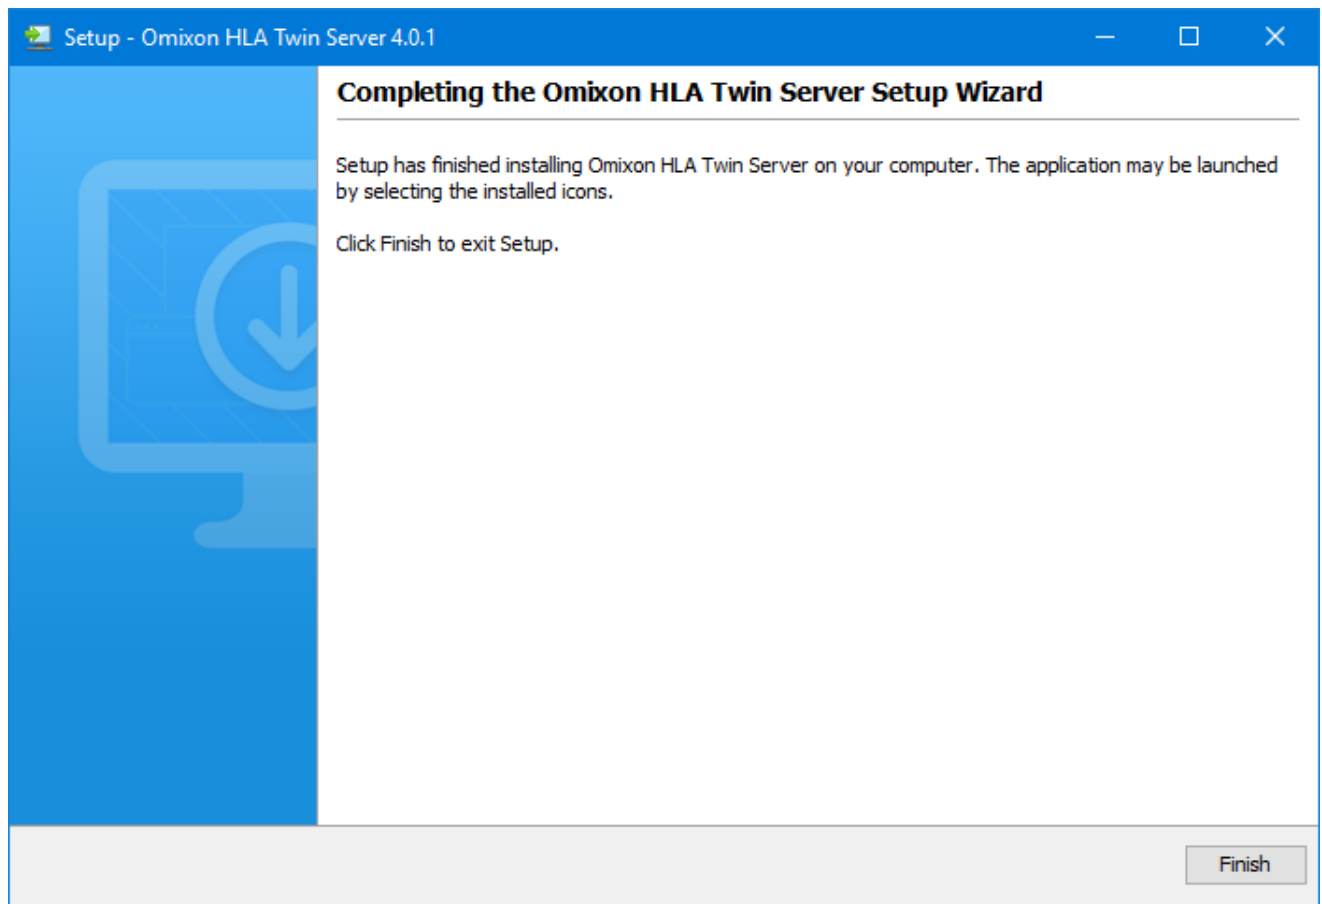 Setup - Omixon HLA Twin Server 4.0.1
Completing the Omixon HLA Twin Server Setup Wizard
Setup has finished installing Omixon HLA Twin Server on your computer. The application may be launched
by selecting the installed icons.
Click Finish to exit Setup.
Finish